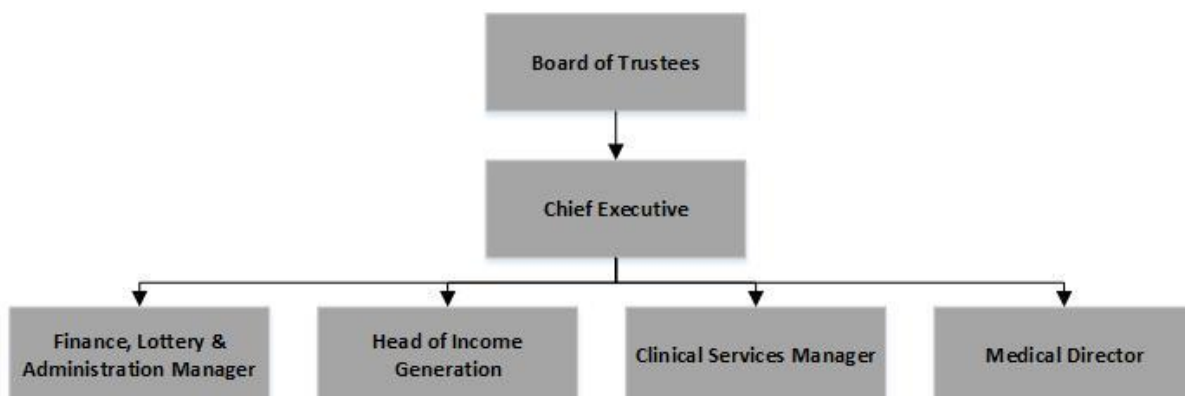 Board of Trustees
Chief Executive
Finance, Lottery &
Administration Manager
Head of Income
Generation
Clinical Services Manager
Medical Director